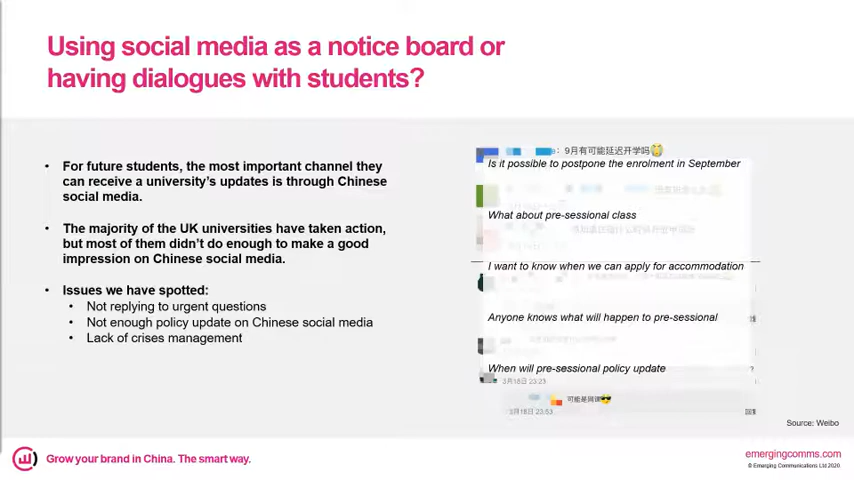 Using social media as a notice board or
having dialogues with students?
• For future students, the most important channel they
can receive a university's updates is through Chinese
social media.
• The majority of the UK universities have taken action,
but most of them didn't do enough to make a good
impression on Chinese social media.
• Issues we have spotted:
• Not replying to urgent questions
• Not enough policy update on Chinese social media
• Lack of crises management
e：9月有可能延迟开学吗
Is it possible to postpone the enrolment in September
What about pre-sessional class
I want to know when we can apply for accommodation
Anyone knows what will happen to pre-sessional
When will pre-sessional policy update
3月18日 23:23
可能是网课
3月18日 23:53
Source: Weibo
Grow your brand in China. The smart way.
emergingcomms.com
© Emerging Communications Ltd 2020